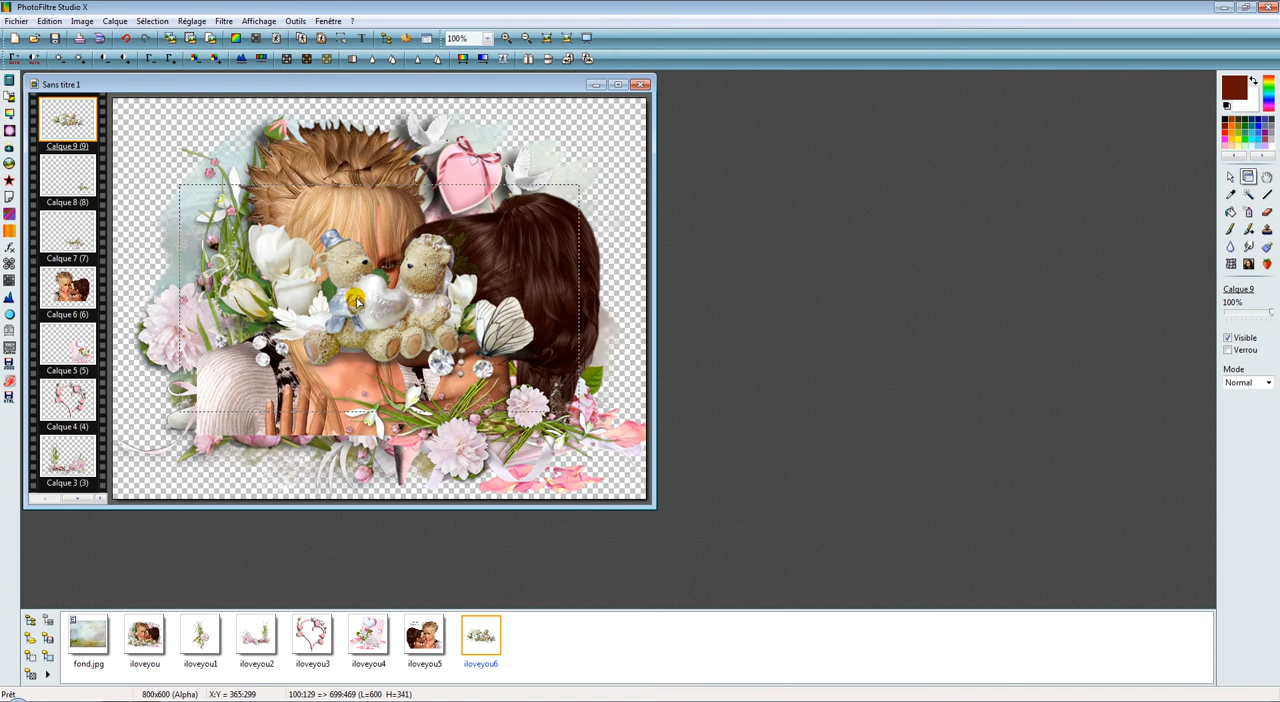 PhotoFiltre Studio X
Fichier Edition Image Calque Sélection Réglage Filtre Affichage Outils Fenêtre ?
100%
Sans titre 1
Calque 9 (9)
Calque 8 (8)
Calque 7 (7)
Calque 6 (6)
Calque 5 (5)
Calque 4 (4)
Calque 3 (3)
Calque 9
100%
Visible
Verrou
Mode
Normal
fond.jpg iloveyou iloveyou1 iloveyou2 iloveyou3 iloveyou4 iloveyou5 iloveyou6
Prêt 800x600 (Alpha) X:Y = 365:299 100:129 => 699:469 (L=600 H=341)